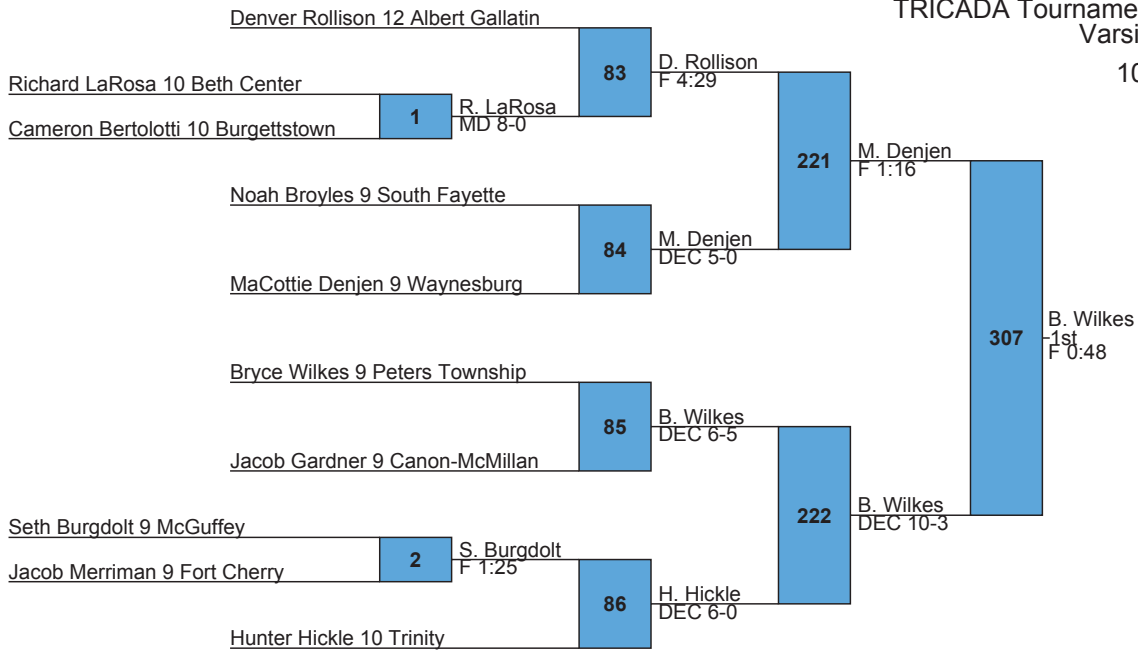 TRICADA Tourname
Varsi
10
Denver Rollison 12 Albert Gallatin
83
D. Rollison
F 4:29
Richard LaRosa 10 Beth Center
1
R. LaRosa
MD 8-0
Cameron Bertolotti 10 Burgettstown
221
M. Denjen
F 1:16
Noah Broyles 9 South Fayette
84
M. Denjen
DEC 5-0
MaCottie Denjen 9 Waynesburg
307
B. Wilkes
1st
F 0:48
Bryce Wilkes 9 Peters Township
85
B. Wilkes
DEC 6-5
Jacob Gardner 9 Canon-McMillan
222
B. Wilkes
DEC 10-3
Seth Burgdolt 9 McGuffey
2
S. Burgdolt
F 1:25
Jacob Merriman 9 Fort Cherry
86
H. Hickle
DEC 6-0
Hunter Hickle 10 Trinity